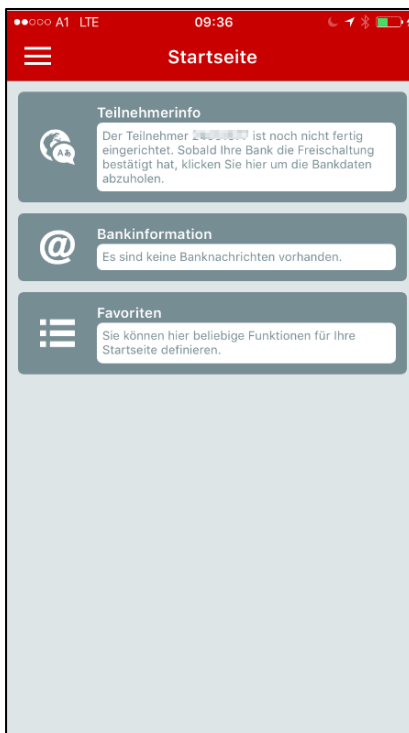 A1 LTE 09:36
Startseite
Teilnehmerinfo
Der Teilnehmer ist noch nicht fertig
eingerichtet. Sobald Ihre Bank die Freischaltung
bestätigt hat, klicken Sie hier um die Bankdaten
abzuholen.
@
Bankinformation
Es sind keine Banknachrichten vorhanden.
Favoriten
Sie können hier beliebige Funktionen für Ihre
Startseite definieren.